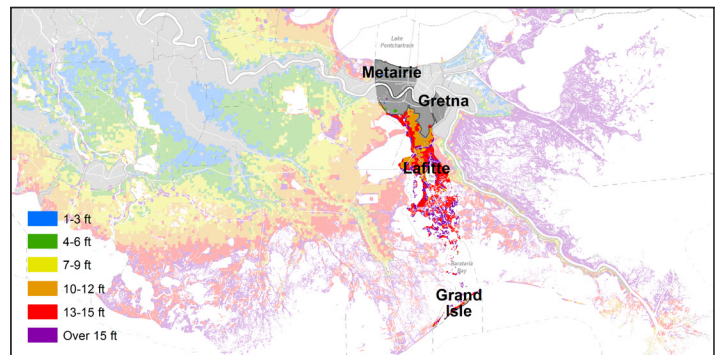 Lake
Pontchartrain
Metairie
Gretna
Lafitte
1-3 ft
4-6 ft
7-9 ft
10-12 ft
13-15 ft
Over 15 ft
Barataria
Bay
Grand
Isle